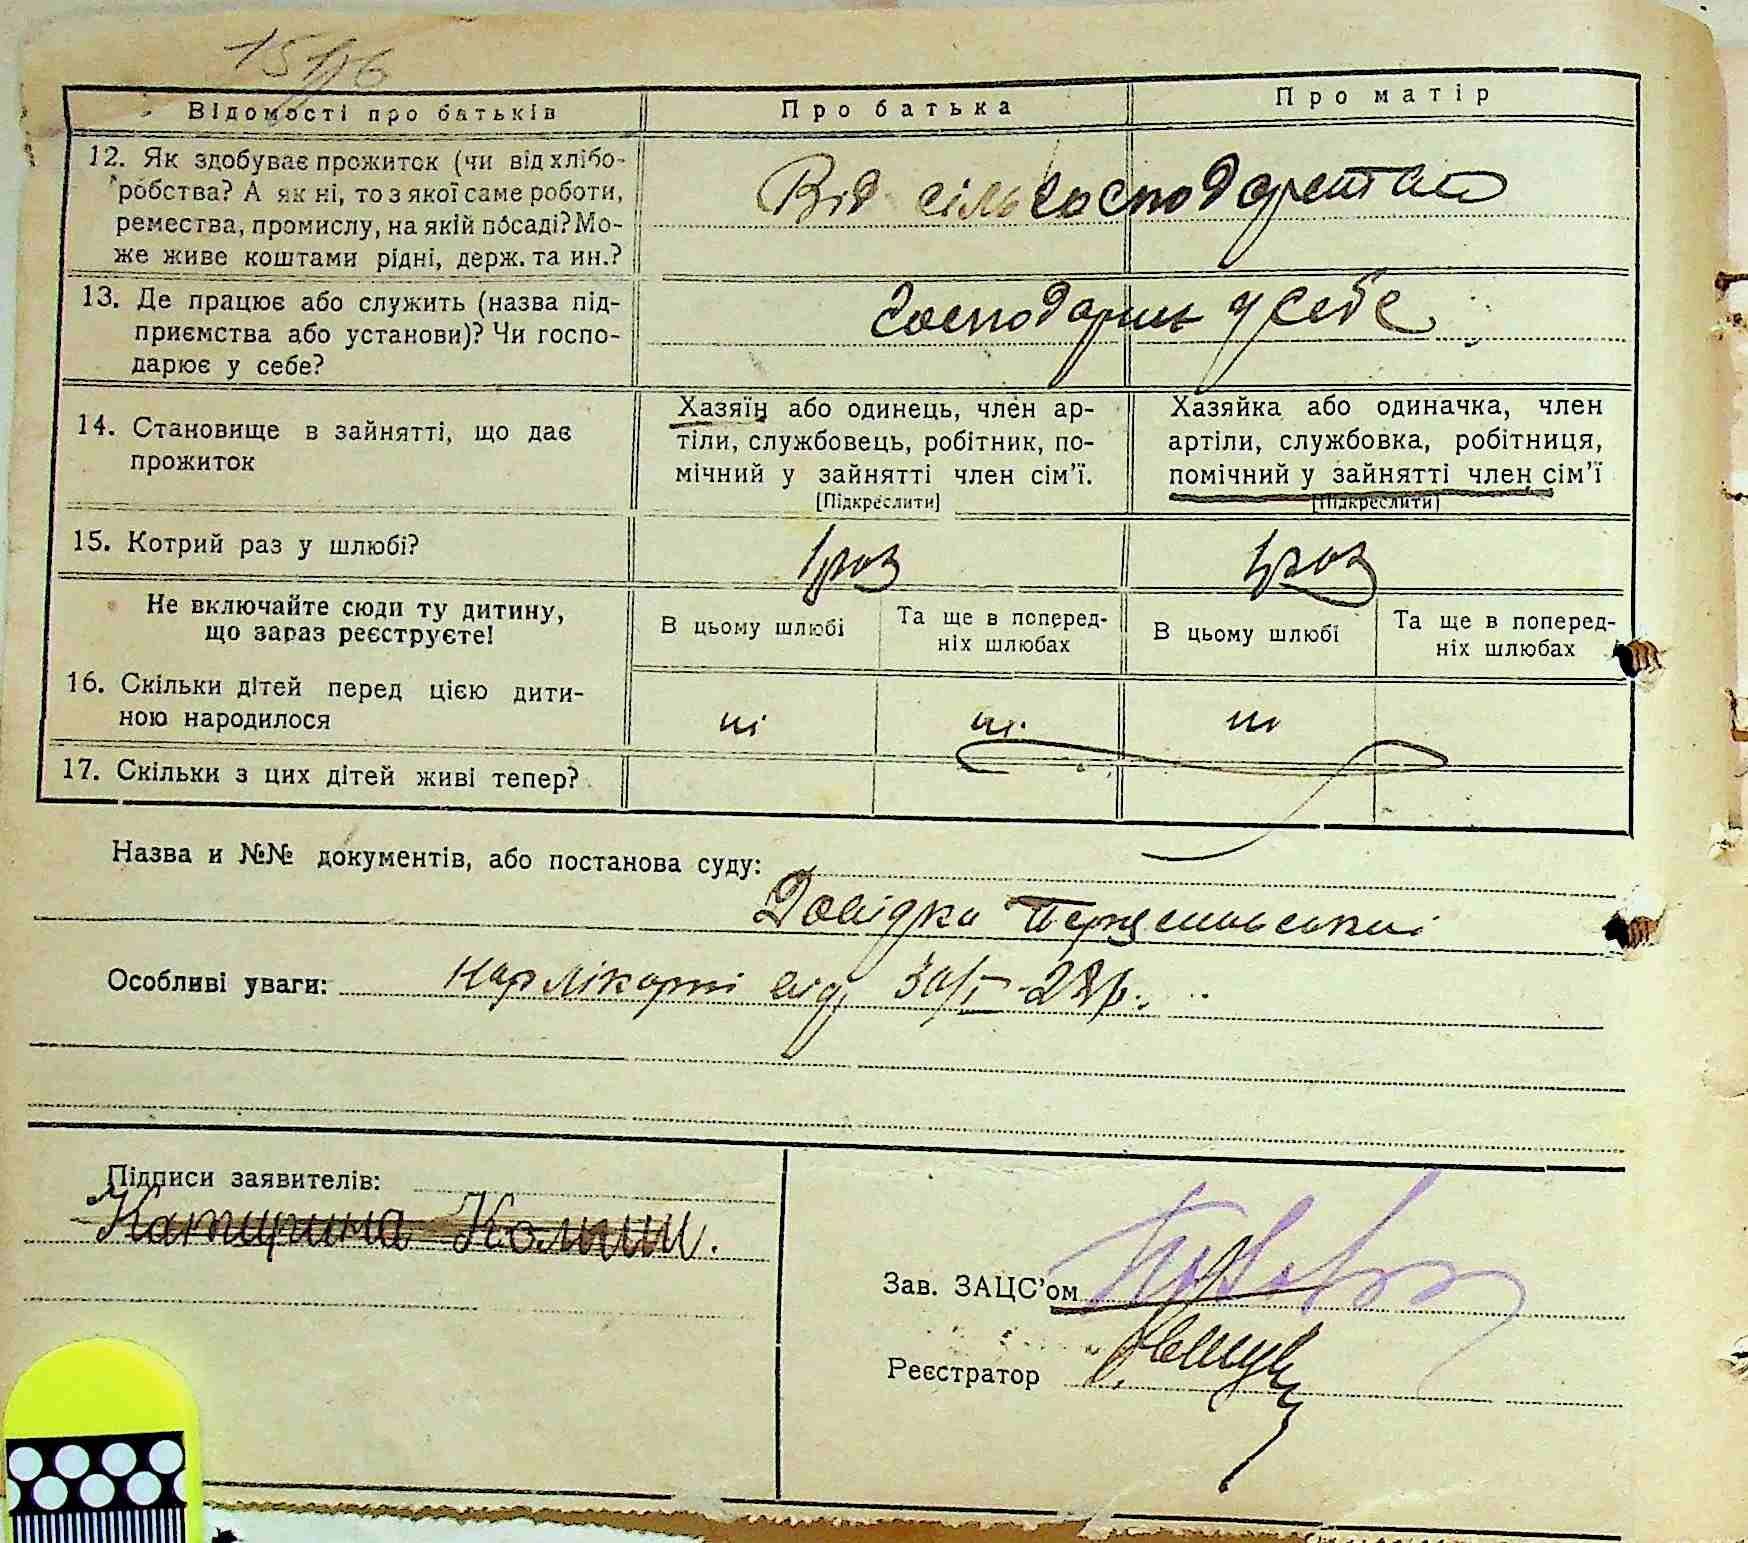 Відомості про батьків
Про батька
Про матір
12. Як здобуває прожиток (чи від хлібо-
робства? А як ні, то з якої саме роботи,
ремества, промислу, на якій посаді? Мо-
же живе коштами рідні, держ. та ин.?
Від сільгосподарства
13. Де працює або служить (назва під-
приємства або установи)? Чи госпо-
дарює у себе?
у себе
14. Становище в зайнятті, що дає
прожиток
Хазяїн або одинець, член ар-
тіли, службовець, робітник, по-
мічний у зайнятті член сім'ї.
[Підкреслити]
Хазяйка або одиначка, член
артіли, службовка, робітниця,
помічний у зайнятті член сім'ї
[Підкреслити]
15. Котрий раз у шлюбі?
1 раз
1 раз
Не включайте сюди ту дитину,
що зараз реєструєте!
В цьому шлюбі
Та ще в поперед-
ніх шлюбах
В цьому шлюбі
Та ще в поперед-
ніх шлюбах
16. Скільки дітей перед цією дити-
ною народилося
ні
ні
ні
17. Скільки з цих дітей живі тепер?
Назва и №№ документів, або постанова суду:
Довідка
Особливі уваги: нар лікарні від 30/I-28р.
Підписи заявителів:
Катирина
Зав. ЗАЦС'ом
Реєстратор